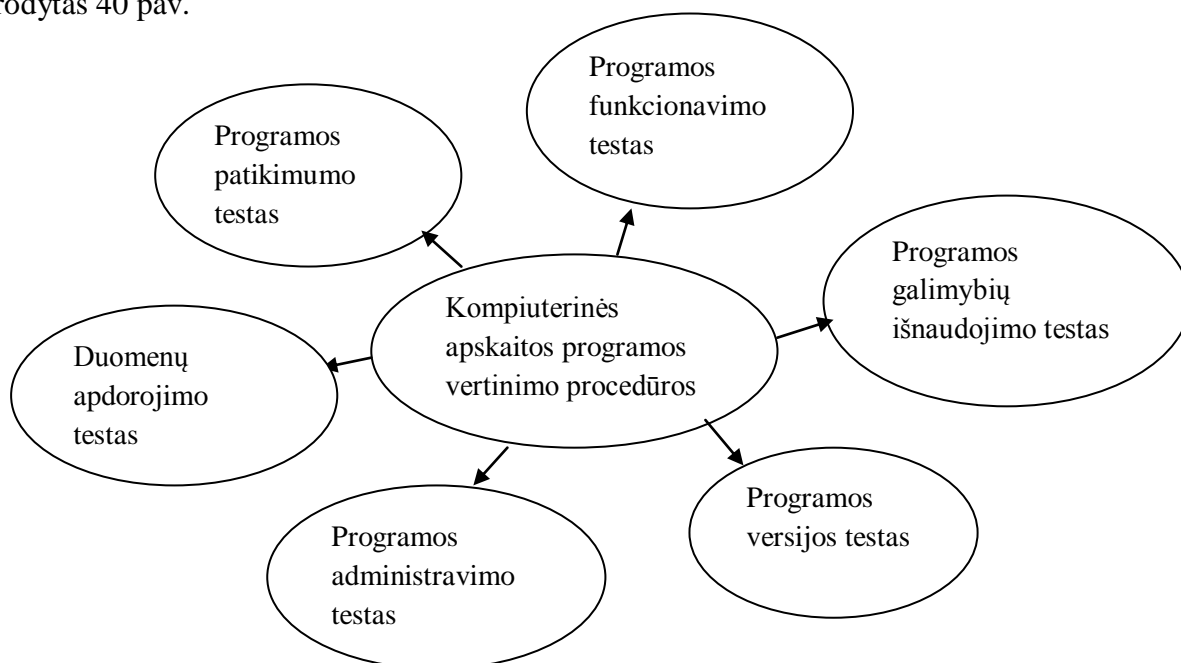 40 pav.
Programos
funkcionavimo
testas
Programos
patikimumo
testas
Programos
galimybių
išnaudojimo testas
Kompiuterinės
apskaitos programos
vertinimo procedūros
Duomenų
apdorojimo
testas
Programos
versijos testas
Programos
administravimo
testas